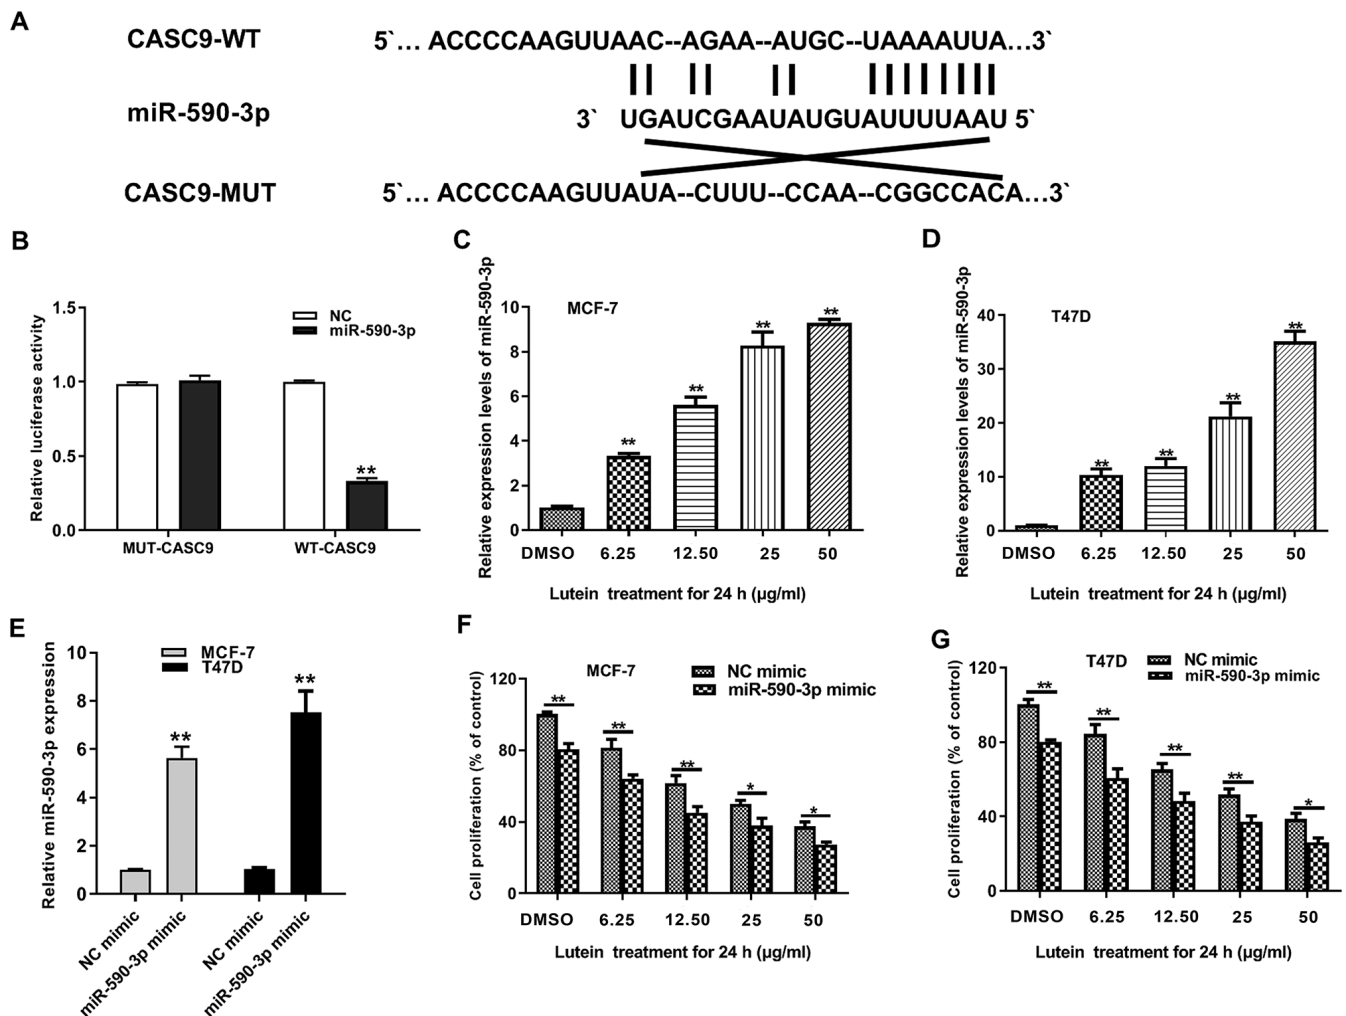 A
CASC9-WT 5`... ACCCCAAGUUAAC--AGAA--AUGC--UAAAAUUA...3`
miR-590-3p 3` UGAUCGAAUAUGUAUUUUAAU 5`
CASC9-MUT 5`... ACCCCAAGUUAUA--CUUU--CCAA--CGGCCACA...3`
B
Relative luciferase activity
NC
miR-590-3p
1.5
1.0
0.5
0.0
**
MUT-CASC9 WT-CASC9
C
Relative expression levels of miR-590-3p
MCF-7
10
8
6
4
2
0
** ** ** **
DMSO 6.25 12.50 25 50
Lutein treatment for 24 h (µg/ml)
D
Relative expression levels of miR-590-3p
T47D
40
30
20
10
0
** ** ** **
DMSO 6.25 12.50 25 50
Lutein treatment for 24 h (µg/ml)
E
Relative miR-590-3p expression
MCF-7
T47D
10
8
6
4
2
0
** **
NC mimic
miR-590-3p mimic
NC mimic
miR-590-3p mimic
F
Cell proliferation (% of control)
MCF-7
NC mimic
miR-590-3p mimic
120
80
40
0
** ** ** * *
DMSO 6.25 12.50 25 50
Lutein treatment for 24 h (µg/ml)
G
Cell proliferation (% of control)
T47D
NC mimic
miR-590-3p mimic
120
80
40
0
** ** ** ** *
DMSO 6.25 12.50 25 50
Lutein treatment for 24 h (µg/ml)